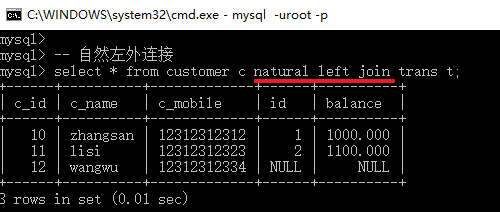 C:\WINDOWS\system32\cmd.exe - mysql  -uroot -p
mysql>
mysql> -- 自然左外连接
mysql> select * from customer c natural left join trans t;
+------+----------+-------------+------+----------+
| c_id | c_name   | c_mobile    | id   | balance  |
+------+----------+-------------+------+----------+
|   10 | zhangsan | 12312312312 |    1 | 1000.000 |
|   11 | lisi     | 12312312323 |    2 | 1100.000 |
|   12 | wangwu   | 12312312334 | NULL |     NULL |
+------+----------+-------------+------+----------+
3 rows in set (0.01 sec)